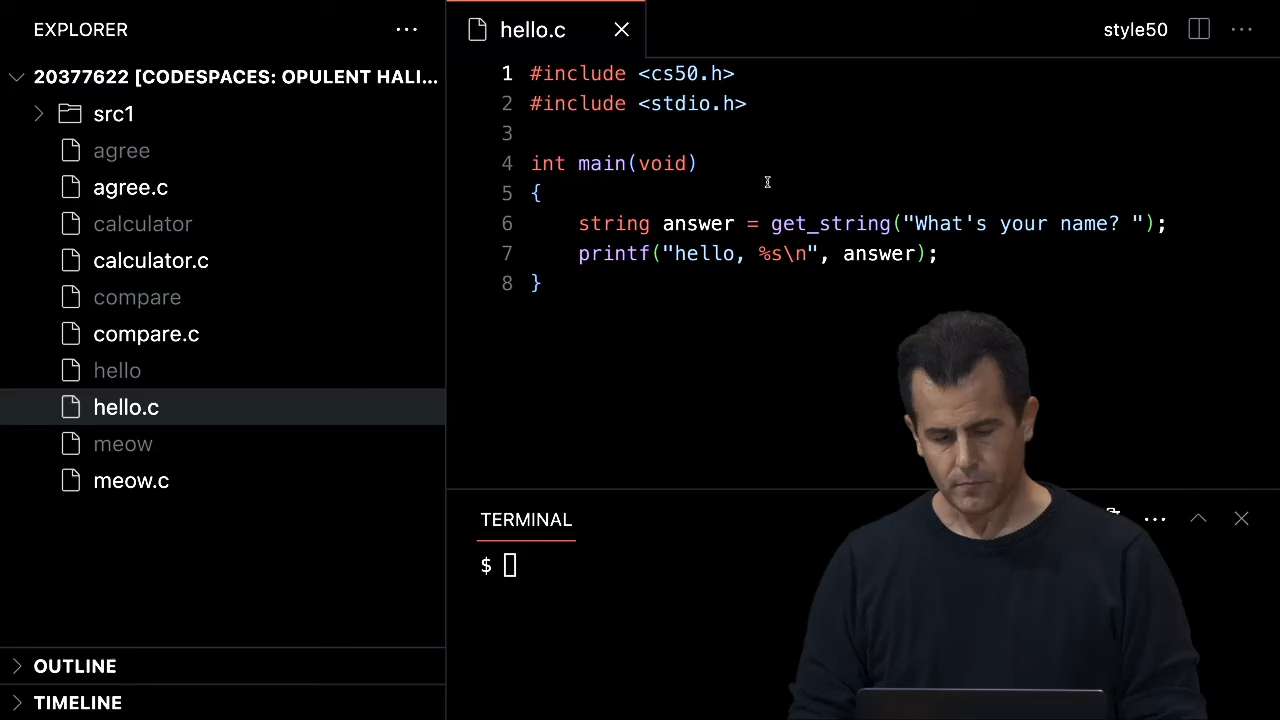 EXPLORER
20377622 [CODESPACES: OPULENT HALI...
src1
agree
agree.c
calculator
calculator.c
compare
compare.c
hello
hello.c
meow
meow.c
OUTLINE
TIMELINE
hello.c
style50
1 #include <cs50.h>
2 #include <stdio.h>
3
4 int main(void)
5 {
6     string answer = get_string("What's your name? ");
7     printf("hello, %s\n", answer);
8 }
TERMINAL
$